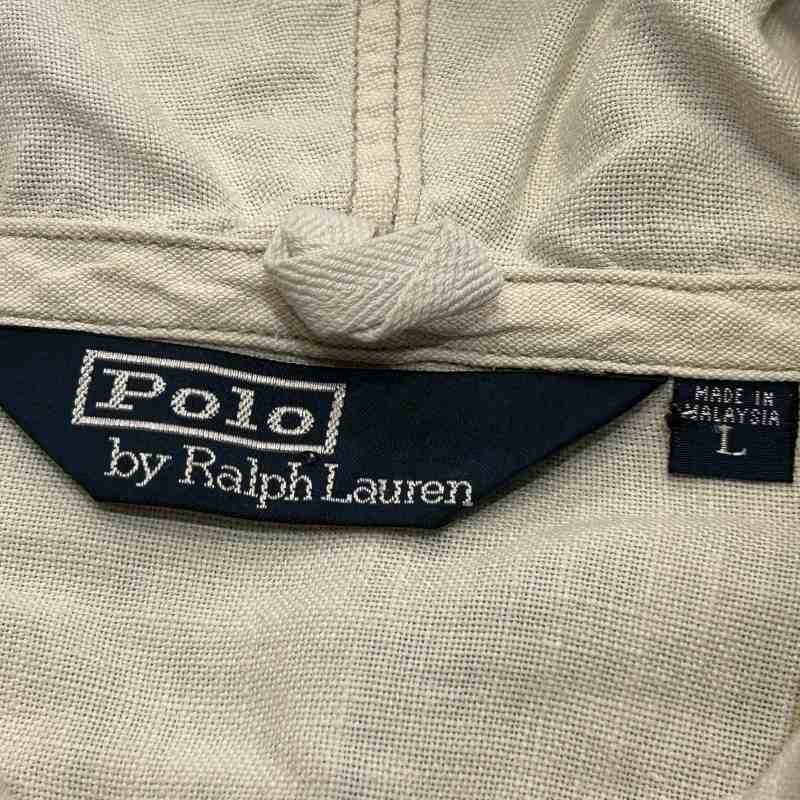 Polo
by Ralph Lauren
MADE IN
MALAYSIA
L